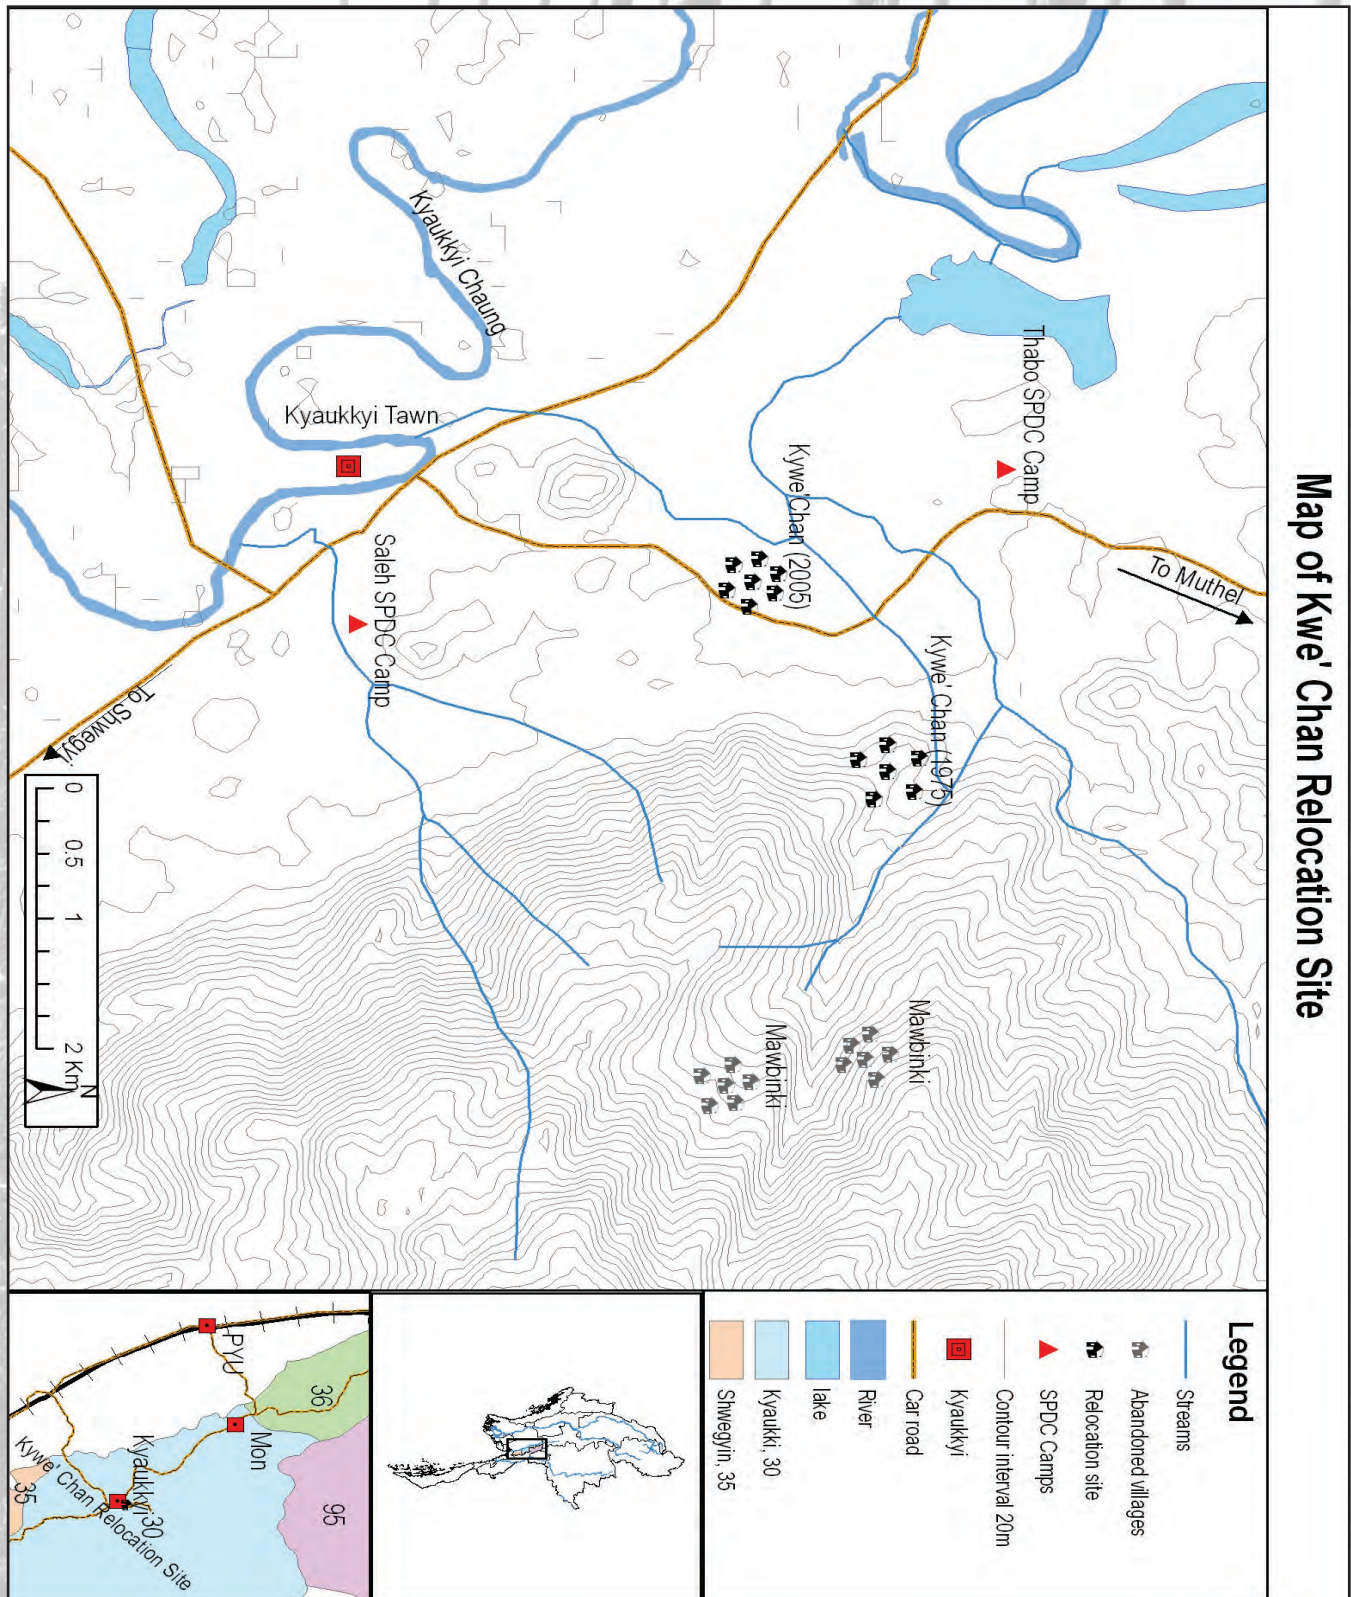 Map of Kwe' Chan Relocation Site
To Muthel
Thabo SPDC Camp
Kywe' Chan (1975)
Mawbinki
Kywe'Chan (2005)
Mawbinki
Kyaukkyi Chaung
Kyaukkyi Tawn
Saleh SPDC Camp
To Shwegyi
0 0.5 1 2 Km
N
Legend
Streams
Abandoned villages
Relocation site
SPDC Camps
Contour interval 20m
Kyaukkyi
Car road
River
lake
Kyaukki, 30
Shwegyin, 35
36
95
PYU
Mon
Kyaukkyi 30
Kywe' Chan Relocation Site
35